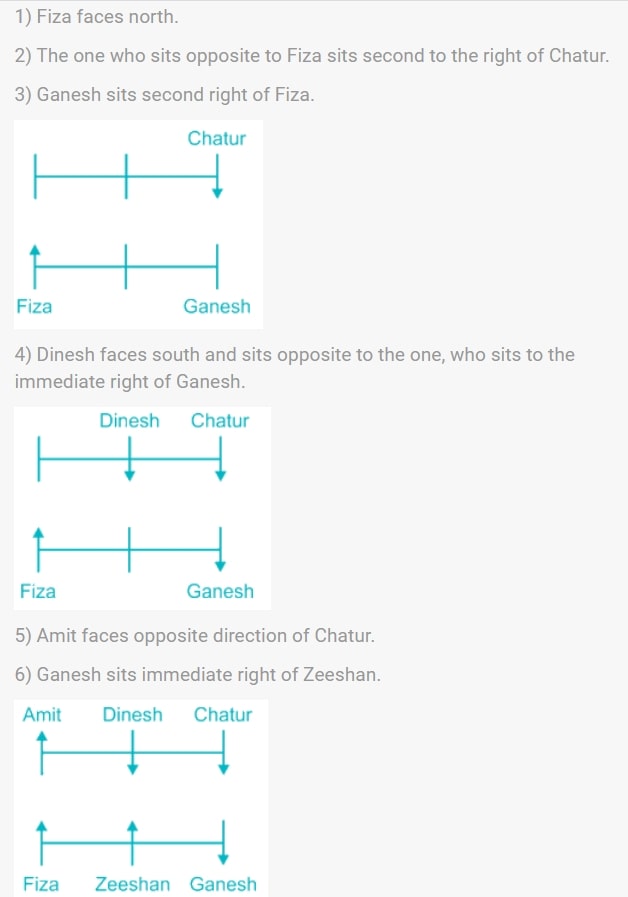 1) Fiza faces north.
2) The one who sits opposite to Fiza sits second to the right of Chatur.
3) Ganesh sits second right of Fiza.
Chatur
Fiza Ganesh
4) Dinesh faces south and sits opposite to the one, who sits to the
immediate right of Ganesh.
Dinesh Chatur
Fiza Ganesh
5) Amit faces opposite direction of Chatur.
6) Ganesh sits immediate right of Zeeshan.
Amit Dinesh Chatur
Fiza Zeeshan Ganesh